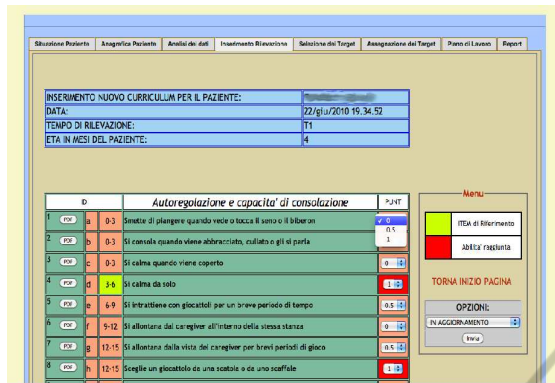 Situazione Paziente Anagrafica Paziente Analisi dei dati Inserimento Rilevazione Selezione dei Target Assegnazione dei Target Piano di Lavoro Report
INSERIMENTO NUOVO CURRICULUM PER IL PAZIENTE:
DATA: 22/giu/2010 19.34.52
TEMPO DI RILEVAZIONE: T1
ETA IN MESI DEL PAZIENTE: 4
ID Autoregolazione e capacita' di consolazione PUNT
1 PDF a 0-3 Smette di piangere quando vede o tocca il seno o il biberon ✓ 0
0.5
1
2 PDF b 0-3 Si consola quando viene abbracciato, cullato o gli si parla
3 PDF c 0-3 Si calma quando viene coperto 0
4 PDF d 3-6 Si calma da solo 1
5 PDF e 6-9 Si intrattiene con giocattoli per un breve periodo di tempo 0.5
6 PDF f 9-12 Si allontana dal caregiver all'interno della stessa stanza 0
7 PDF g 12-15 Si allontana dalla vista del caregiver per brevi periodi di gioco 0.5
8 PDF h 12-15 Sceglie un giocattolo da una scatola o da uno scaffale 1
Menu
ITEM di Riferimento
Abilita' raggiunta
TORNA INIZIO PAGINA
OPZIONI:
IN AGGIORNAMENTO
Invia